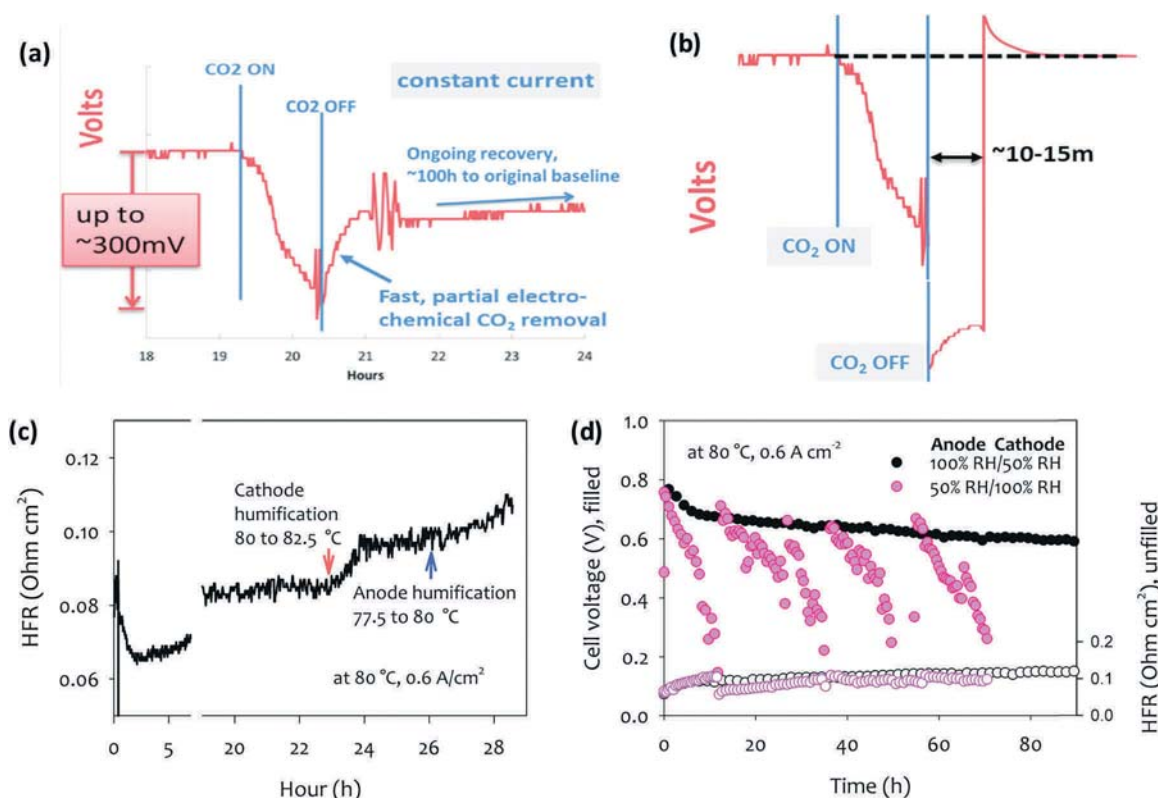 (a)
CO2 ON
constant current
CO2 OFF
Volts
Ongoing recovery,
~100h to original baseline
up to
~300mV
Fast, partial electro-
chemical CO₂ removal
18 19 20 21 22 23 24
Hours
(b)
~10-15m
Volts
CO₂ ON
CO₂ OFF
(c)
0.12
0.10
0.08
0.06
HFR (Ohm cm²)
Cathode
humification
80 to 82.5 °C
Anode humification
77.5 to 80 °C
at 80 °C, 0.6 A/cm²
0 5 20 22 24 26 28
Hour (h)
(d)
1.0
0.8
0.6
0.4
0.2
0.0
Cell voltage (V), filled
at 80 °C, 0.6 A cm⁻²
Anode Cathode
100% RH/50% RH
50% RH/100% RH
0.2
0.1
0.0
HFR (Ohm cm²), unfilled
0 20 40 60 80
Time (h)